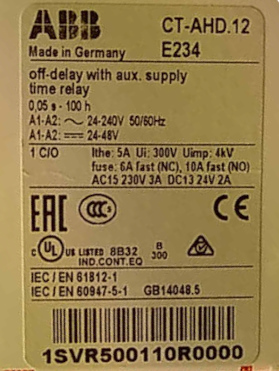 ABB CT-AHD.12
Made in Germany E234
off-delay with aux. supply
time relay
0,05 s - 100 h
A1-A2: ~ 24-240V 50/60Hz
A1-A2: ⎓ 24-48V
1 C/O Ithe: 5A Ui: 300V Uimp: 4kV
fuse: 6A fast (NC), 10A fast (NO)
AC15 230V 3A DC13 24V 2A
EAC CCC CE
c UL US LISTED 8B32 B
IND.CONT.EQ 300
IEC / EN 61812-1
IEC / EN 60947-5-1 GB14048.5
1SVR500110R0000